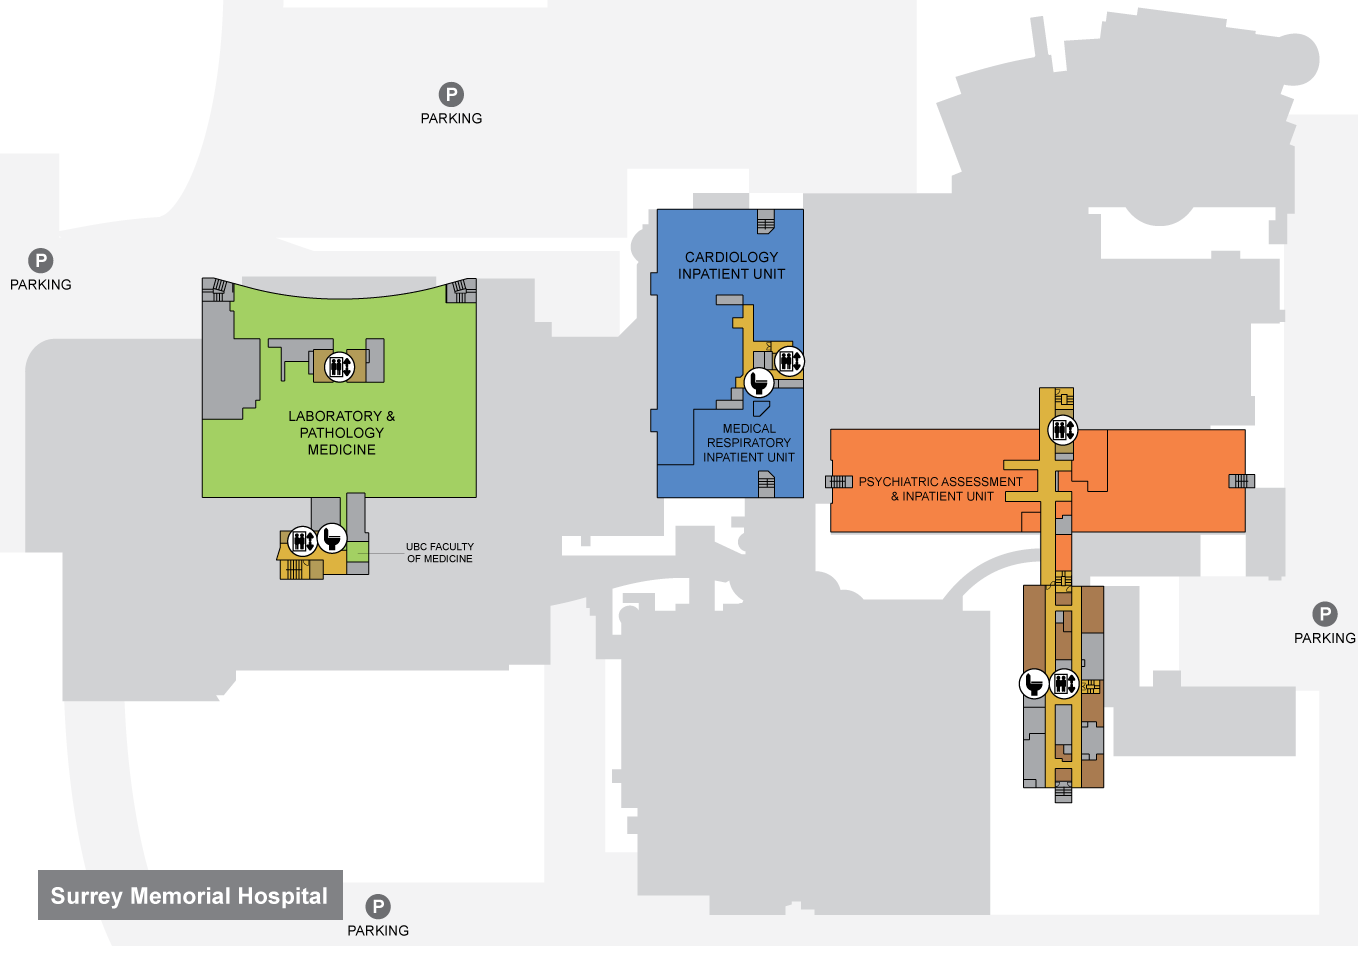 P
PARKING
P
PARKING
CARDIOLOGY
INPATIENT UNIT
LABORATORY &
PATHOLOGY
MEDICINE
MEDICAL
RESPIRATORY
INPATIENT UNIT
PSYCHIATRIC ASSESSMENT
& INPATIENT UNIT
UBC FACULTY
OF MEDICINE
P
PARKING
Surrey Memorial Hospital
P
PARKING